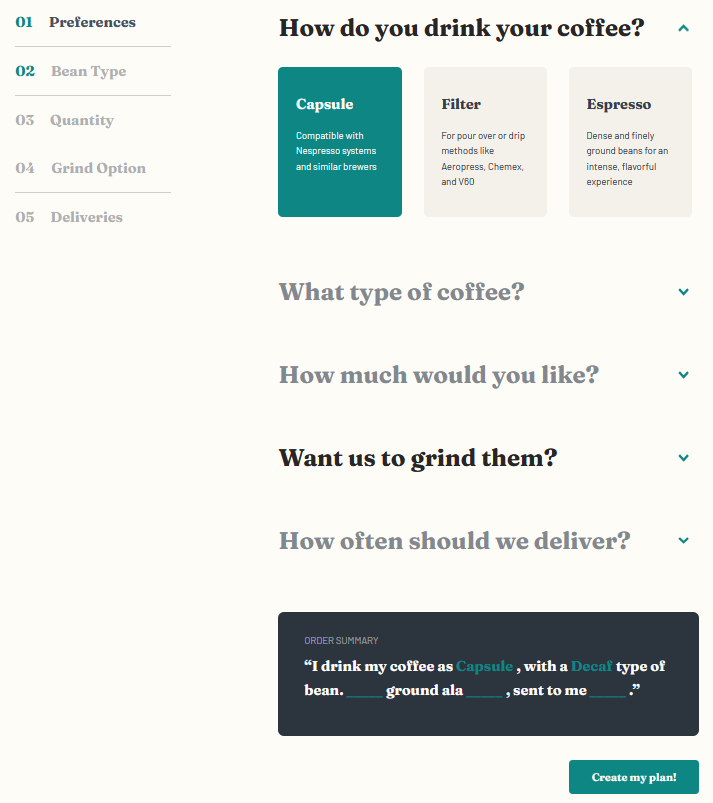 01 Preferences
02 Bean Type
03 Quantity
04 Grind Option
05 Deliveries
How do you drink your coffee?
Capsule
Compatible with
Nespresso systems
and similar brewers
Filter
For pour over or drip
methods like
Aeropress, Chemex,
and V60
Espresso
Dense and finely
ground beans for an
intense, flavorful
experience
What type of coffee?
How much would you like?
Want us to grind them?
How often should we deliver?
ORDER SUMMARY
“I drink my coffee as Capsule , with a Decaf type of
bean. _____ ground ala _____ , sent to me _____ .”
Create my plan!